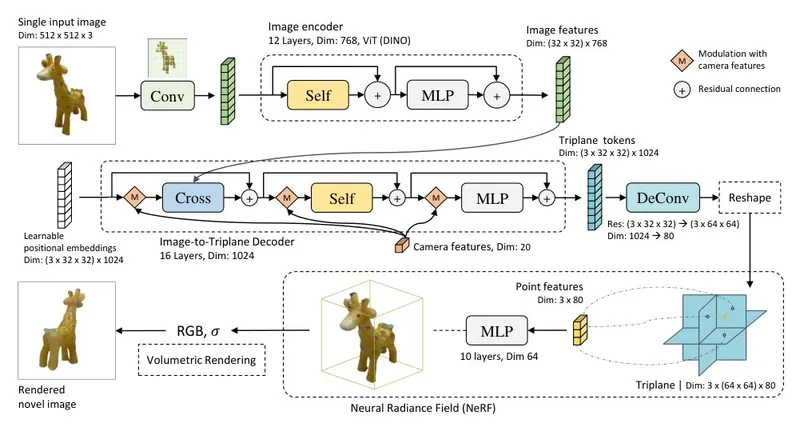 Single input image
Dim: 512 x 512 x 3
Conv
Image encoder
12 Layers, Dim: 768, ViT (DINO)
Self
+
MLP
+
Image features
Dim: (32 x 32) x 768
M
Modulation with
camera features
+
Residual connection
Triplane tokens
Dim: (3 x 32 x 32) x 1024
M
Cross
+
M
Self
+
M
MLP
+
DeConv
Reshape
Res: (3 x 32 x 32) → (3 x 64 x 64)
Dim: 1024 → 80
Learnable
positional embeddings
Dim: (3 x 32 x 32) x 1024
Image-to-Triplane Decoder
16 Layers, Dim: 1024
Camera features, Dim: 20
Point features
Dim: 3 x 80
MLP
10 layers, Dim 64
RGB, σ
Volumetric Rendering
Triplane | Dim: 3 x (64 x 64) x 80
Rendered
novel image
Neural Radiance Field (NeRF)